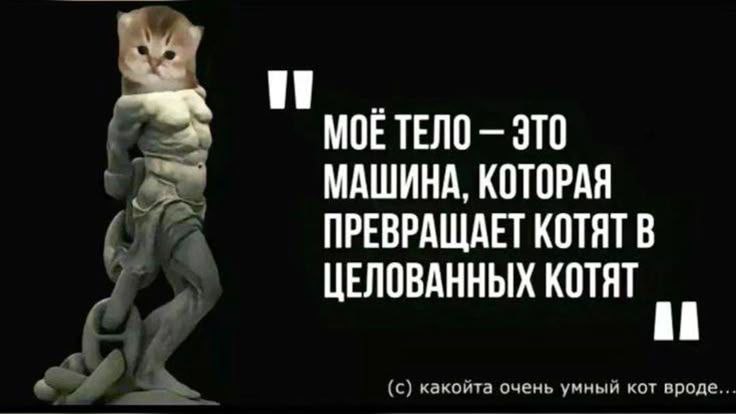 "
МОЁ ТЕЛО – ЭТО
МАШИНА, КОТОРАЯ
ПРЕВРАЩАЕТ КОТЯТ В
ЦЕЛОВАННЫХ КОТЯТ
"
(с) какойта очень умный кот вроде...